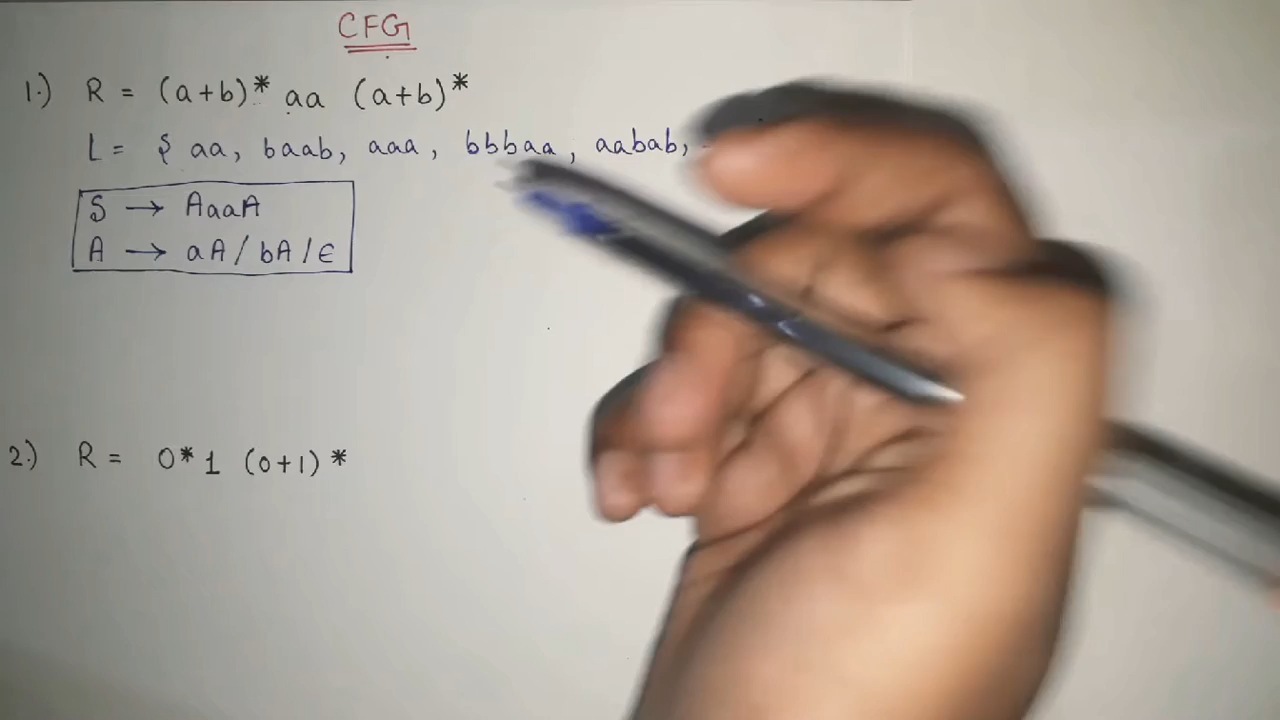 CFG
1.) R = (a+b)* aa (a+b)*
L = { aa, baab, aaa, bbbaa, aabab,
S → AaaA
A → aA / bA / ϵ
2.) R = 0*1 (0+1)*